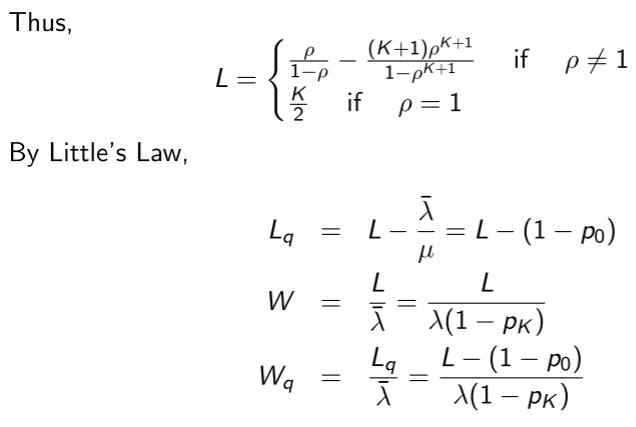 Thus,
L = { ρ/(1−ρ) − (K+1)ρ^{K+1}/(1−ρ^{K+1}) if ρ ≠ 1
K/2 if ρ = 1
By Little's Law,
L_q = L − λ̄/μ = L − (1 − p_0)
W = L/λ̄ = L/(λ(1 − p_K))
W_q = L_q/λ̄ = (L − (1 − p_0))/(λ(1 − p_K))